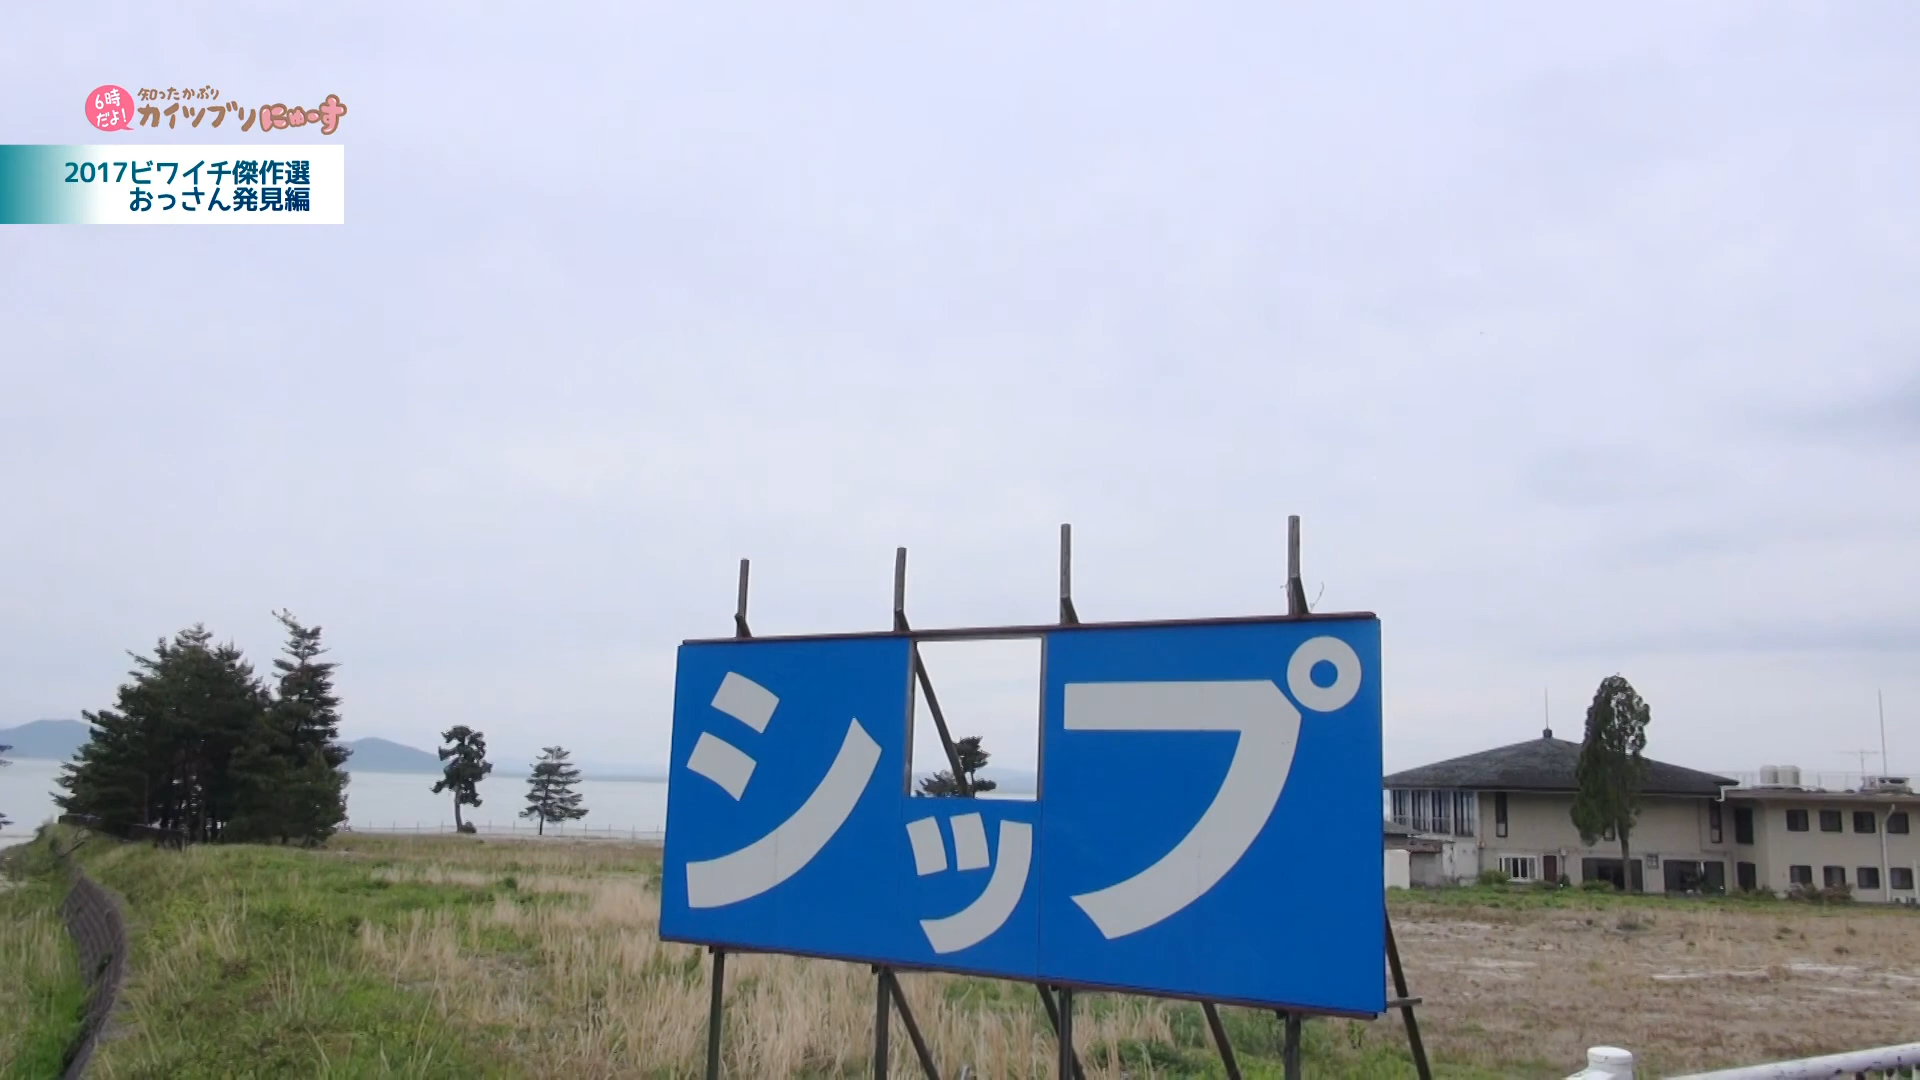 6時
だよ!
知ったかぶり
カイツブリにゅーす
2017ビワイチ傑作選
おっさん発見編
シップ